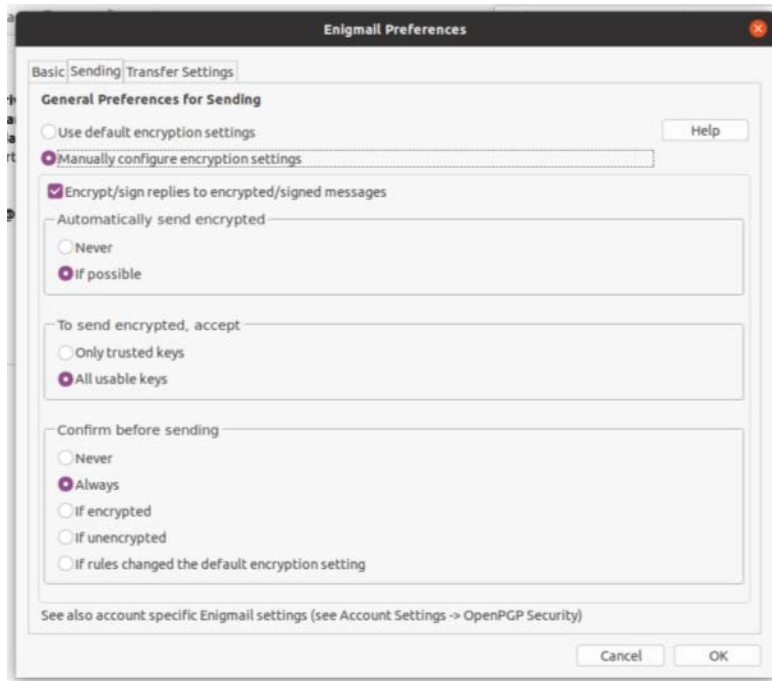 Enigmail Preferences
Basic Sending Transfer Settings
General Preferences for Sending
Use default encryption settings
Help
Manually configure encryption settings
Encrypt/sign replies to encrypted/signed messages
Automatically send encrypted
Never
If possible
To send encrypted, accept
Only trusted keys
All usable keys
Confirm before sending
Never
Always
If encrypted
If unencrypted
If rules changed the default encryption setting
See also account specific Enigmail settings (see Account Settings -> OpenPGP Security)
Cancel OK